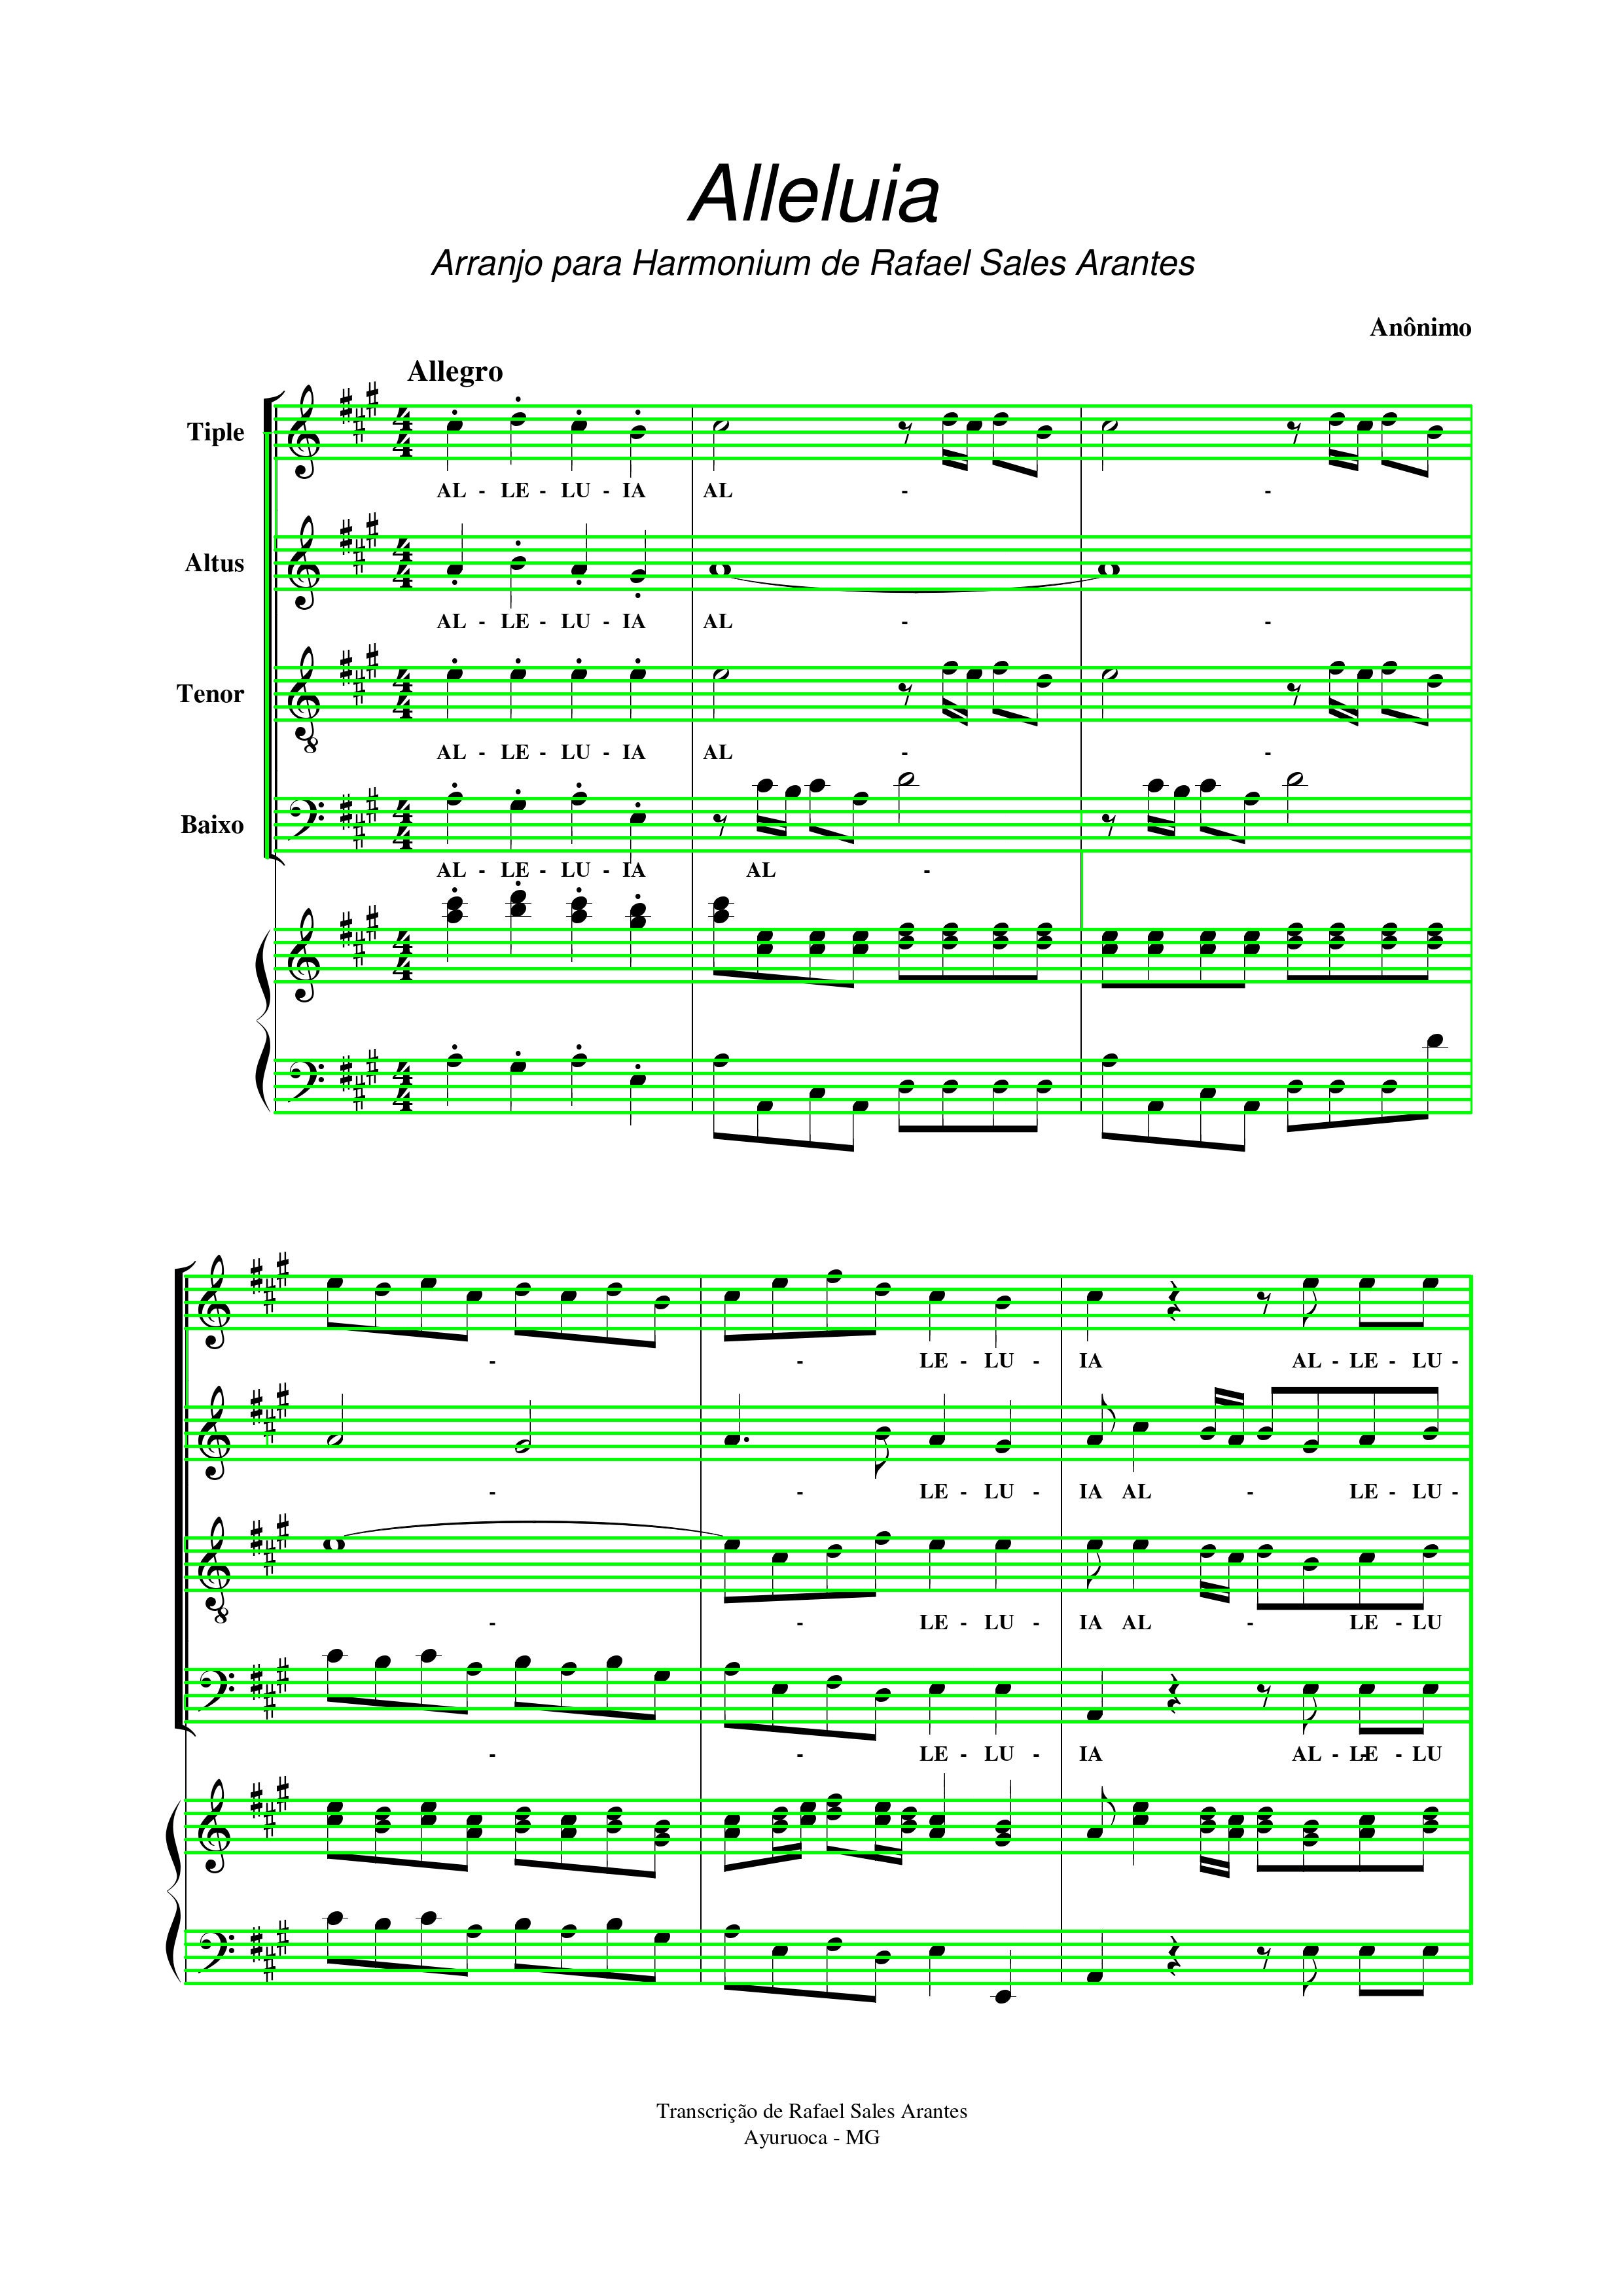 Alleluia
Arranjo para Harmonium de Rafael Sales Arantes
Anônimo
Allegro
Tiple
AL - LE - LU - IA AL - -
Altus
AL - LE - LU - IA AL - -
Tenor
8
AL - LE - LU - IA AL - -
Baixo
AL - LE - LU - IA AL -
- - LE - LU - IA AL - LE - LU -
- - LE - LU - IA AL - LE - LU -
8
- - LE - LU - IA AL - LE - LU
- - LE - LU - IA AL - LE - LU
Transcrição de Rafael Sales Arantes
Ayuruoca - MG